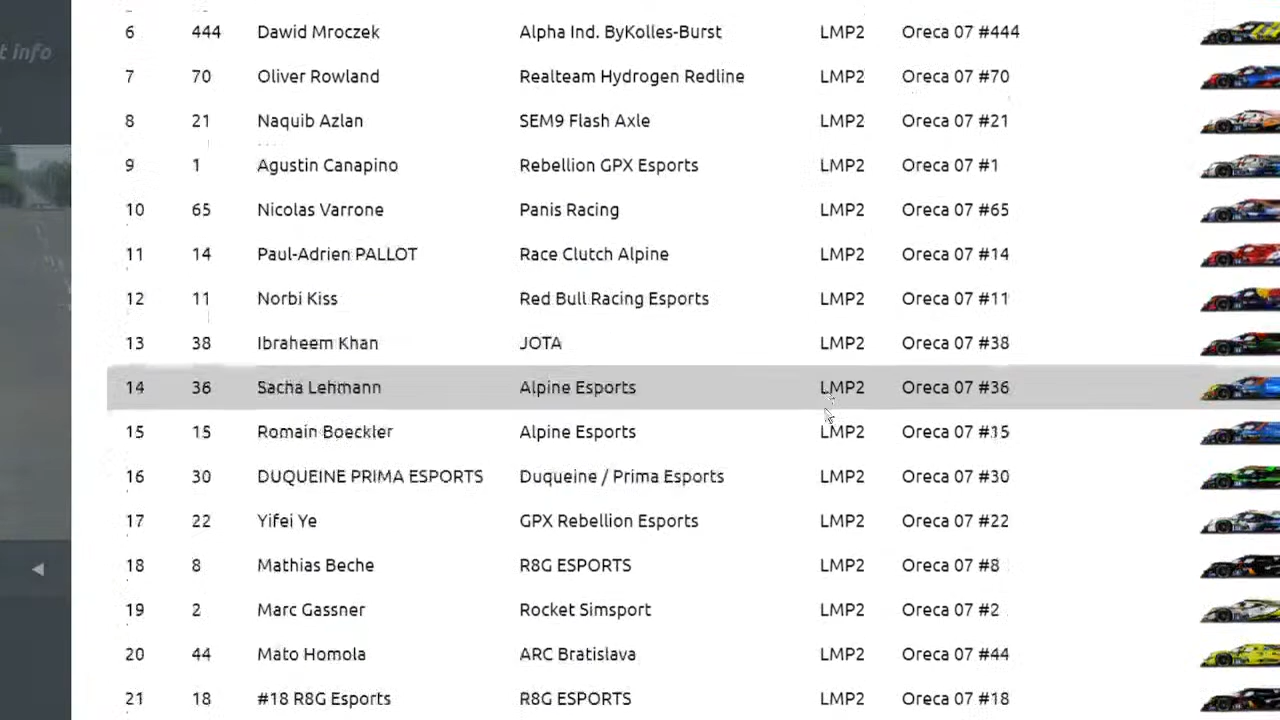 t info
6 444 Dawid Mroczek Alpha Ind. ByKolles-Burst LMP2 Oreca 07 #444
7 70 Oliver Rowland Realteam Hydrogen Redline LMP2 Oreca 07 #70
8 21 Naquib Azlan SEM9 Flash Axle LMP2 Oreca 07 #21
9 1 Agustin Canapino Rebellion GPX Esports LMP2 Oreca 07 #1
10 65 Nicolas Varrone Panis Racing LMP2 Oreca 07 #65
11 14 Paul-Adrien PALLOT Race Clutch Alpine LMP2 Oreca 07 #14
12 11 Norbi Kiss Red Bull Racing Esports LMP2 Oreca 07 #11
13 38 Ibraheem Khan JOTA LMP2 Oreca 07 #38
14 36 Sacha Lehmann Alpine Esports LMP2 Oreca 07 #36
15 15 Romain Boeckler Alpine Esports LMP2 Oreca 07 #35
16 30 DUQUEINE PRIMA ESPORTS Duqueine / Prima Esports LMP2 Oreca 07 #30
17 22 Yifei Ye GPX Rebellion Esports LMP2 Oreca 07 #22
18 8 Mathias Beche R8G ESPORTS LMP2 Oreca 07 #8
19 2 Marc Gassner Rocket Simsport LMP2 Oreca 07 #2
20 44 Mato Homola ARC Bratislava LMP2 Oreca 07 #44
21 18 #18 R8G Esports R8G ESPORTS LMP2 Oreca 07 #18